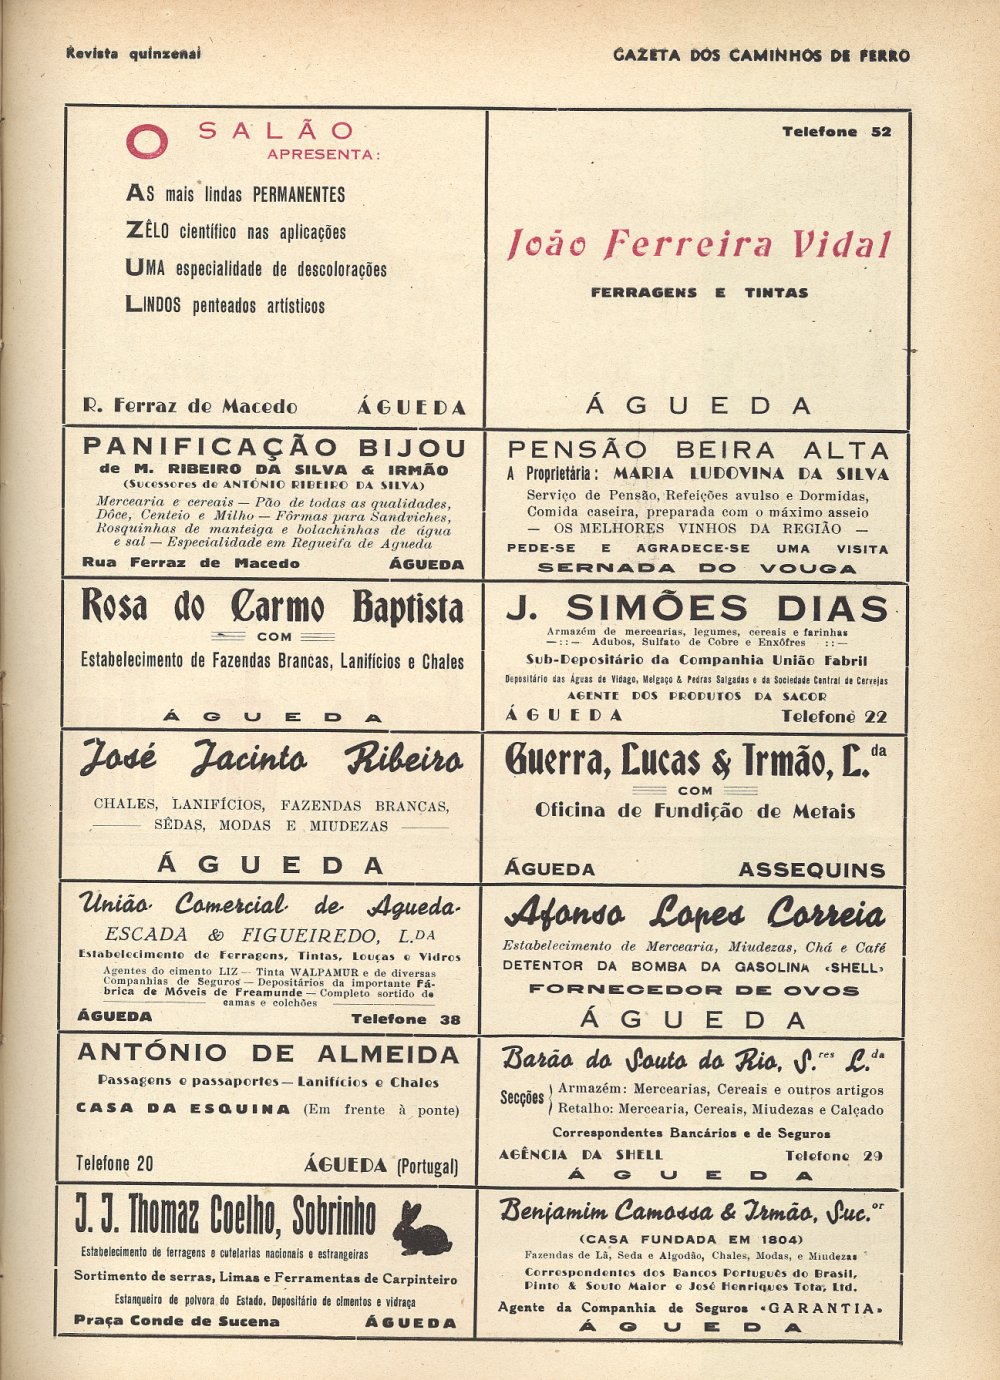 Revista quinzenal
GAZETA DOS CAMINHOS DE FERRO
O SALÃO
APRESENTA:
AS mais lindas PERMANENTES
ZÊLO científico nas aplicações
UMA especialidade de descolorações
LINDOS penteados artísticos
R. Ferraz de Macedo ÁGUEDA
Telefone 52
João Ferreira Vidal
FERRAGENS E TINTAS
ÁGUEDA
PANIFICAÇÃO BIJOU
de M. RIBEIRO DA SILVA & IRMÃO
(Sucessores de ANTÓNIO RIBEIRO DA SILVA)
Mercearia e cereais — Pão de todas as qualidades,
Dôce, Centeio e Milho — Fôrmas para Sandviches,
Rosquinhas de manteiga e bolachinhas de água
e sal — Especialidade em Regueifa de Agueda
Rua Ferraz de Macedo ÁGUEDA
PENSÃO BEIRA ALTA
A Proprietária: MARIA LUDOVINA DA SILVA
Serviço de Pensão, Refeições avulso e Dormidas,
Comida caseira, preparada com o máximo asseio
— OS MELHORES VINHOS DA REGIÃO —
PEDE-SE E AGRADECE-SE UMA VISITA
SERNADA DO VOUGA
Rosa do Carmo Baptista
COM
Estabelecimento de Fazendas Brancas, Lanifícios e Chales
ÁGUEDA
J. SIMÕES DIAS
Armazém de mercearias, legumes, cereais e farinhas
—::— Adubos, Sulfato de Cobre e Enxôfres ::—
Sub-Depositário da Companhia União Fabril
Depositário das Águas de Vidago, Melgaço & Pedras Salgadas e da Sociedade Central de Cervejas
AGENTE DOS PRODUTOS DA SACOR
ÁGUEDA Telefone 22
José Jacinto Ribeiro
CHALES, LANIFÍCIOS, FAZENDAS BRANCAS,
SÊDAS, MODAS E MIUDEZAS
ÁGUEDA
Guerra, Lucas & Irmão, L.da
COM
Oficina de Fundição de Metais
ÁGUEDA ASSEQUINS
União Comercial de Agueda
ESCADA & FIGUEIREDO, L.DA
Estabelecimento de Ferragens, Tintas, Louças e Vidros
Agentes do cimento LIZ — Tinta WALPAMUR e de diversas
Companhias de Seguros — Depositários da importante Fá-
brica de Móveis de Freamunde — Completo sortido de
camas e colchões
ÁGUEDA Telefone 38
Afonso Lopes Correia
Estabelecimento de Mercearia, Miudezas, Chá e Café
DETENTOR DA BOMBA DA GASOLINA «SHELL»
FORNECEDOR DE OVOS
ÁGUEDA
ANTÓNIO DE ALMEIDA
Passagens e passaportes — Lanifícios e Chales
CASA DA ESQUINA (Em frente à ponte)
Telefone 20 ÁGUEDA (Portugal)
Barão do Souto do Rio, S.res L.da
Secções
Armazém: Mercearias, Cereais e outros artigos
Retalho: Mercearia, Cereais, Miudezas e Calçado
Correspondentes Bancários e de Seguros
AGÊNCIA DA SHELL Telefone 29
ÁGUEDA
J. J. Thomaz Coelho, Sobrinho
Estabelecimento de ferragens e cutelarias nacionais e estrangeiras
Sortimento de serras, Limas e Ferramentas de Carpinteiro
Estanqueiro de polvora do Estado. Depositário de cimentos e vidraça
Praça Conde de Sucena ÁGUEDA
Benjamim Camossa & Irmão, Suc.or
(CASA FUNDADA EM 1804)
Fazendas de Lã, Seda e Algodão, Chales, Modas, e Miudezas
Correspondentes dos Bancos Português do Brasil,
Pinto & Souto Maior e José Henriques Tota, Ltd.
Agente da Companhia de Seguros «GARANTIA»
ÁGUEDA